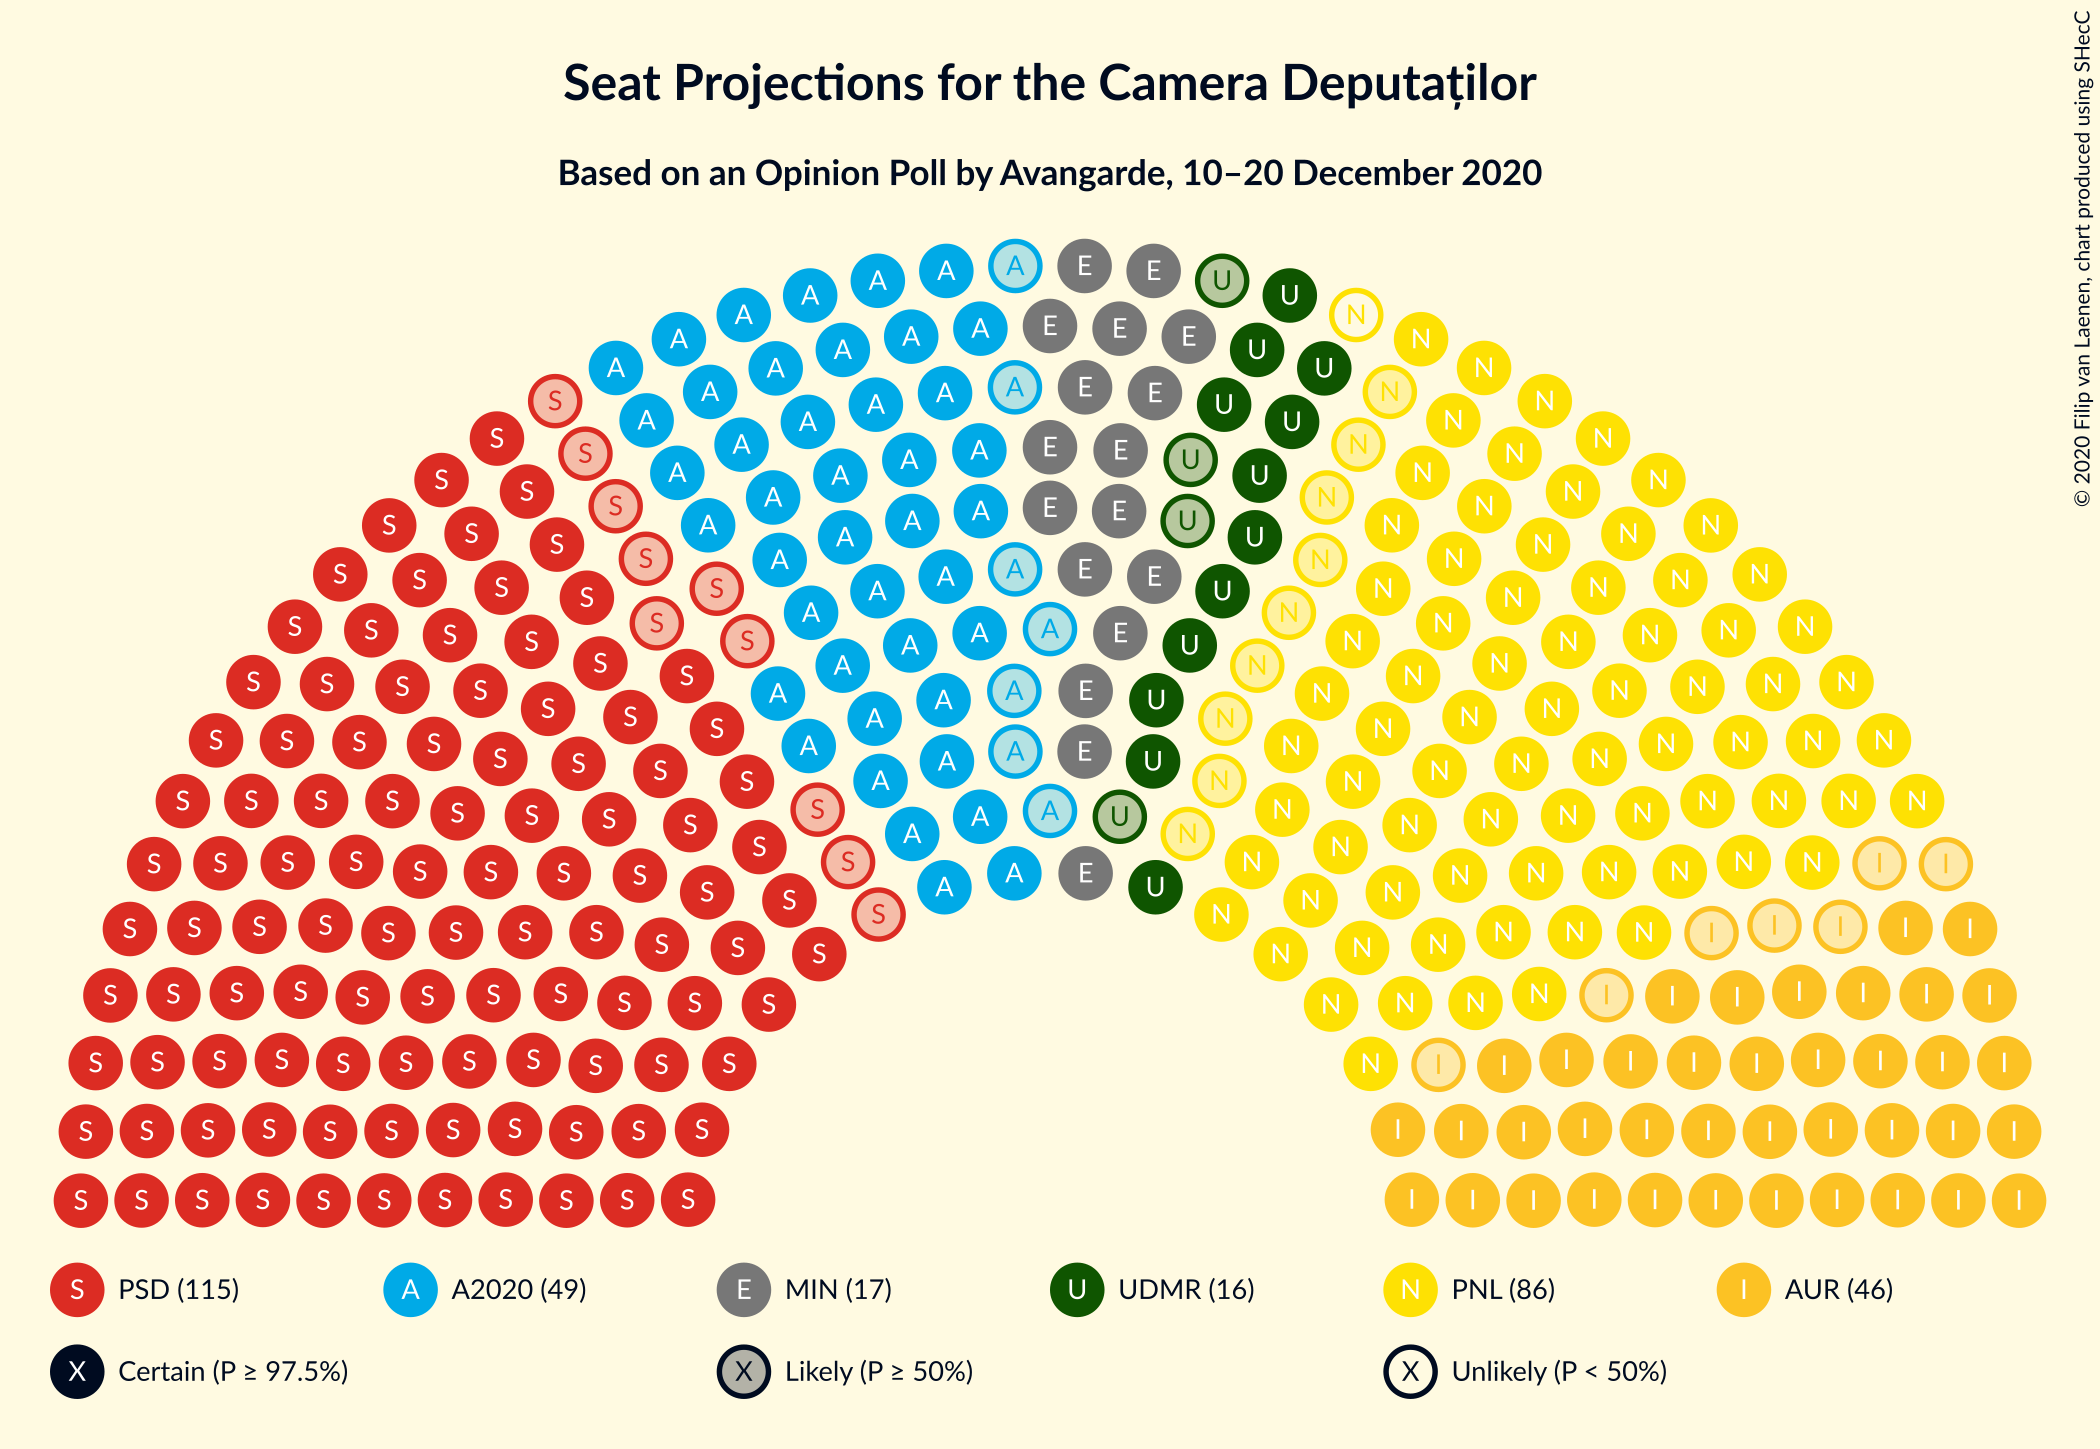 Seat Projections for the Camera Deputaților
Based on an Opinion Poll by Avangarde, 10–20 December 2020
© 2020 Filip van Laenen, chart produced using SHecC
S PSD (115)
A A2020 (49)
E MIN (17)
U UDMR (16)
N PNL (86)
I AUR (46)
X Certain (P ≥ 97.5%)
X Likely (P ≥ 50%)
X Unlikely (P < 50%)